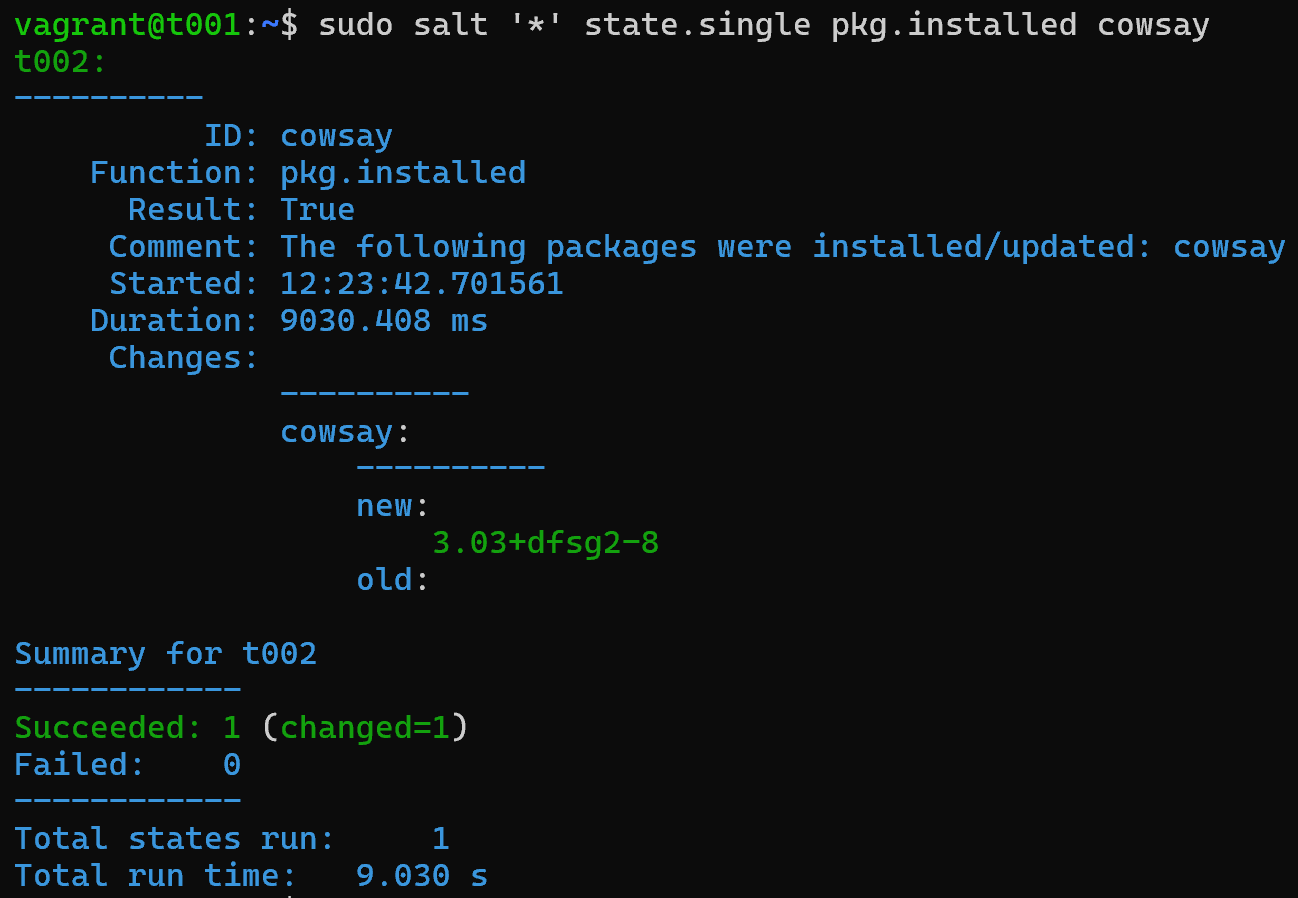 vagrant@t001:~$ sudo salt '*' state.single pkg.installed cowsay
t002:
----------
          ID: cowsay
    Function: pkg.installed
      Result: True
     Comment: The following packages were installed/updated: cowsay
     Started: 12:23:42.701561
    Duration: 9030.408 ms
     Changes:
              ----------
              cowsay:
                  ----------
                  new:
                      3.03+dfsg2-8
                  old:

Summary for t002
------------
Succeeded: 1 (changed=1)
Failed:    0
------------
Total states run:     1
Total run time:   9.030 s